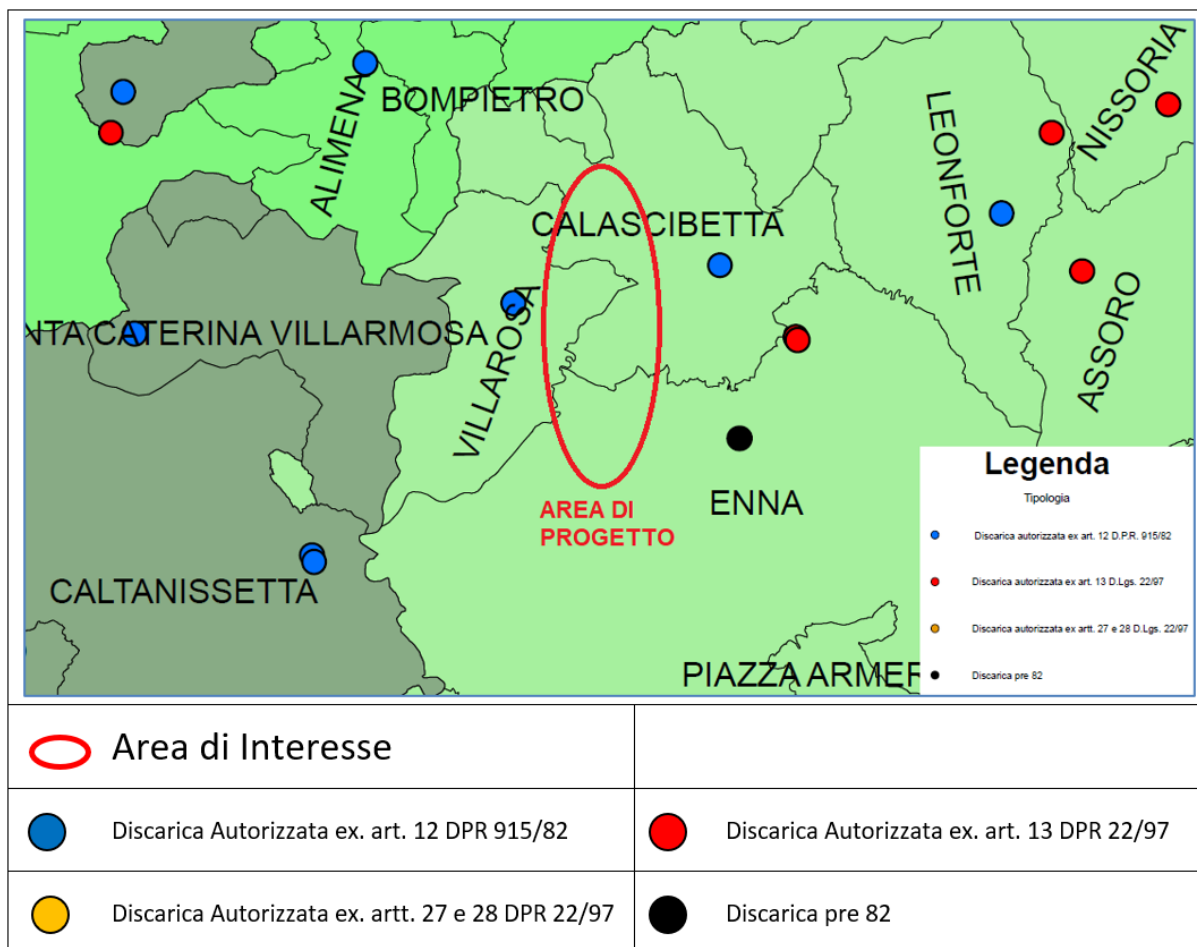 BOMPIETRO
ALIMENA
NISSORIA
LEONFORTE
CALASCIBETTA
ASSORO
NTA CATERINA VILLARMOSA
VILLAROSA
AREA DI
PROGETTO
ENNA
CALTANISSETTA
PIAZZA ARMER
Legenda
Tipologia
Discarica autorizzata ex art. 12 D.P.R. 915/82
Discarica autorizzata ex art. 13 D.Lgs. 22/97
Discarica autorizzata ex artt. 27 e 28 D.Lgs. 22/97
Discarica pre 82
Area di Interesse
Discarica Autorizzata ex. art. 12 DPR 915/82
Discarica Autorizzata ex. art. 13 DPR 22/97
Discarica Autorizzata ex. artt. 27 e 28 DPR 22/97
Discarica pre 82